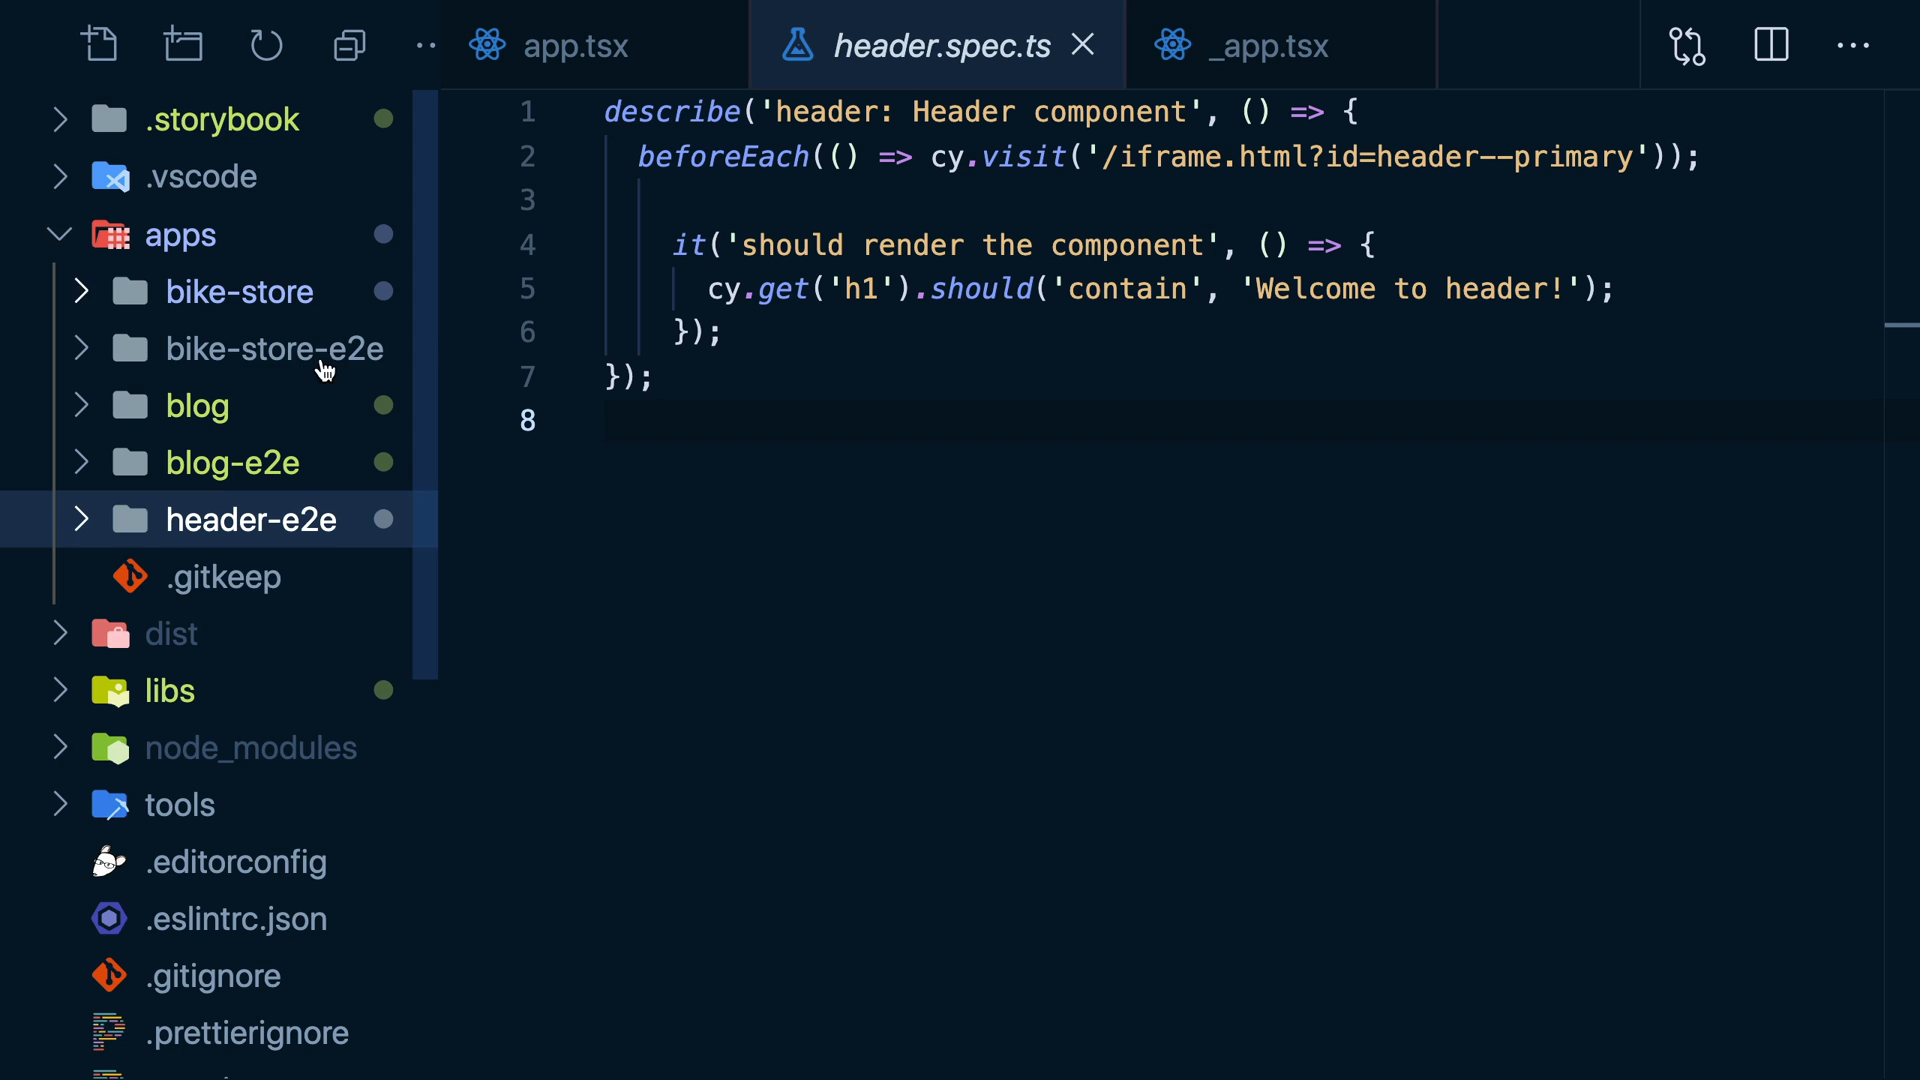 app.tsx
header.spec.ts
_app.tsx
.storybook
.vscode
apps
bike-store
bike-store-e2e
blog
blog-e2e
header-e2e
.gitkeep
dist
libs
node_modules
tools
.editorconfig
.eslintrc.json
.gitignore
.prettierignore
1 describe('header: Header component', () => {
2 beforeEach(() => cy.visit('/iframe.html?id=header--primary'));
3
4 it('should render the component', () => {
5 cy.get('h1').should('contain', 'Welcome to header!');
6 });
7 });
8